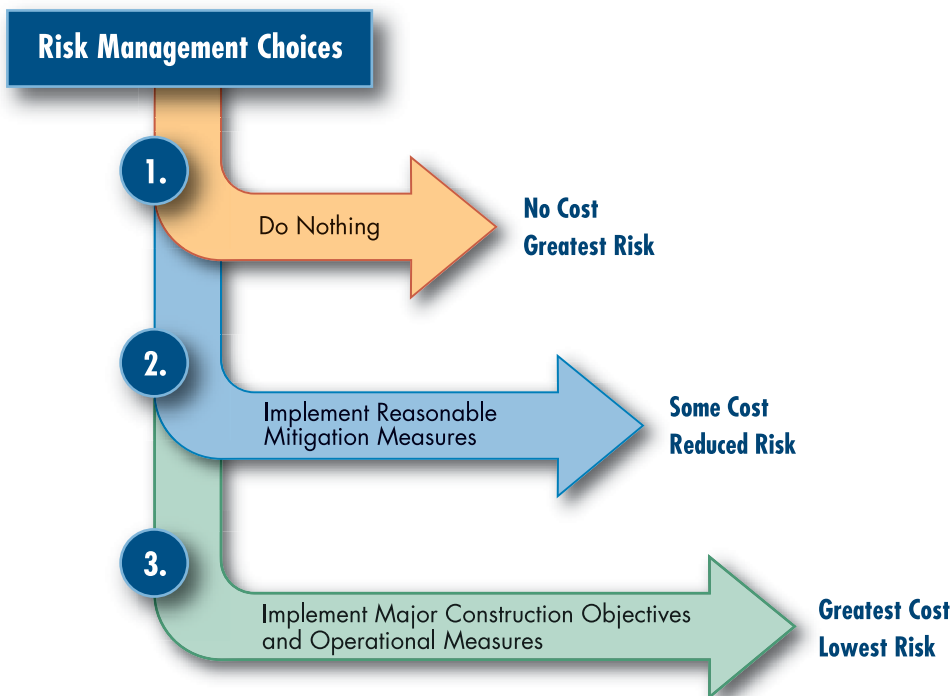 Risk Management Choices
1.
Do Nothing
No Cost
Greatest Risk
2.
Implement Reasonable
Mitigation Measures
Some Cost
Reduced Risk
3.
Implement Major Construction Objectives
and Operational Measures
Greatest Cost
Lowest Risk